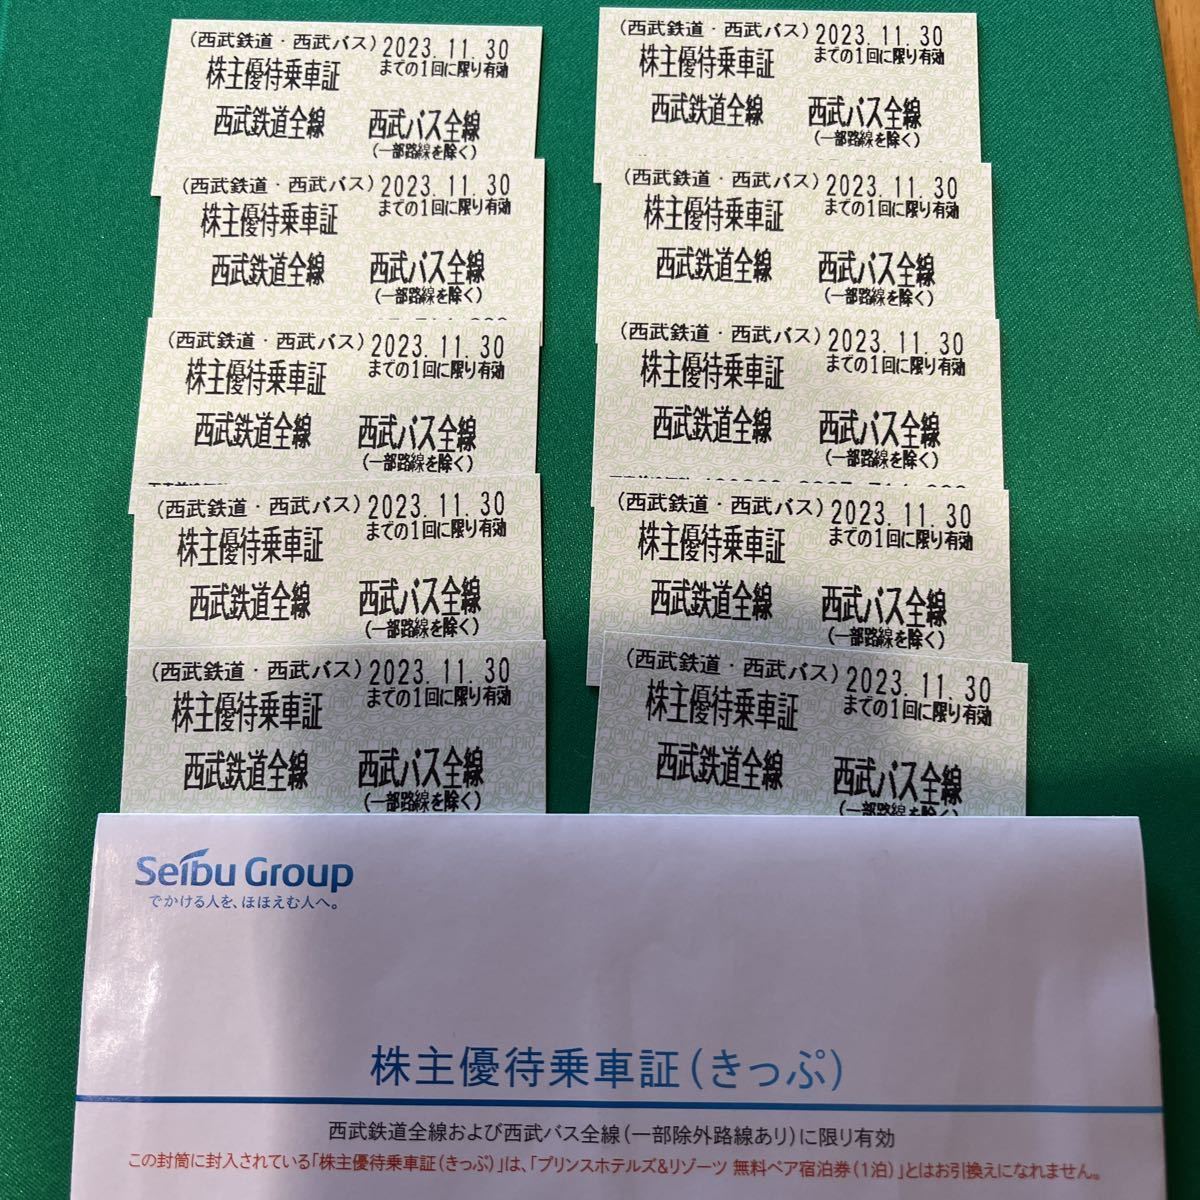 (西武鉄道・西武バス) 2023.11.30
株主優待乗車証 までの1回に限り有効
西武鉄道全線 西武バス全線
(一部路線を除く)
(西武鉄道・西武バス) 2023.11.30
株主優待乗車証 までの1回に限り有効
西武鉄道全線 西武バス全線
(一部路線を除く)
(西武鉄道・西武バス) 2023.11.30
株主優待乗車証 までの1回に限り有効
西武鉄道全線 西武バス全線
(一部路線を除く)
(西武鉄道・西武バス) 2023.11.30
株主優待乗車証 までの1回に限り有効
西武鉄道全線 西武バス全線
(一部路線を除く)
(西武鉄道・西武バス) 2023.11.30
株主優待乗車証 までの1回に限り有効
西武鉄道全線 西武バス全線
(一部路線を除く)
(西武鉄道・西武バス) 2023.11.30
株主優待乗車証 までの1回に限り有効
西武鉄道全線 西武バス全線
(一部路線を除く)
(西武鉄道・西武バス) 2023.11.30
株主優待乗車証 までの1回に限り有効
西武鉄道全線 西武バス全線
(一部路線を除く)
(西武鉄道・西武バス) 2023.11.30
株主優待乗車証 までの1回に限り有効
西武鉄道全線 西武バス全線
(一部路線を除く)
(西武鉄道・西武バス) 2023.11.30
株主優待乗車証 までの1回に限り有効
西武鉄道全線 西武バス全線
(一部路線を除く)
(西武鉄道・西武バス) 2023.11.30
株主優待乗車証 までの1回に限り有効
西武鉄道全線 西武バス全線
(一部路線を除く)
Seibu Group
でかける人を、ほほえむ人へ。
株主優待乗車証(きっぷ)
西武鉄道全線および西武バス全線(一部除外路線あり)に限り有効
この封筒に封入されている「株主優待乗車証(きっぷ)」は、「プリンスホテルズ&リゾーツ 無料ペア宿泊券(1泊)」とはお引換えになれません。